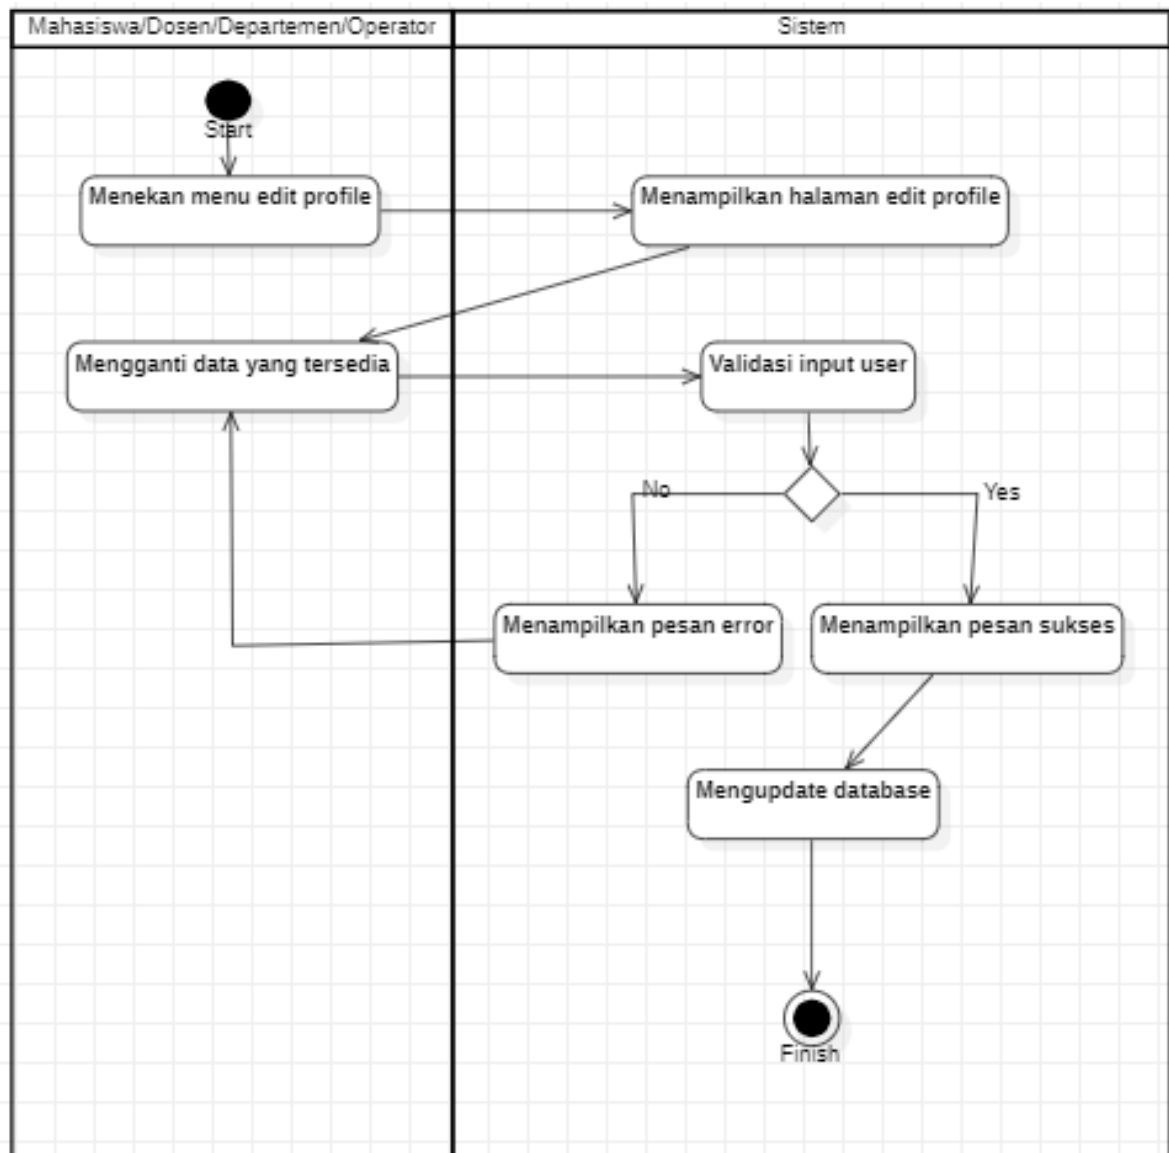 Mahasiswa/Dosen/Departemen/Operator
Sistem
Start
Menekan menu edit profile
Menampilkan halaman edit profile
Mengganti data yang tersedia
Validasi input user
No
Yes
Menampilkan pesan error
Menampilkan pesan sukses
Mengupdate database
Finish